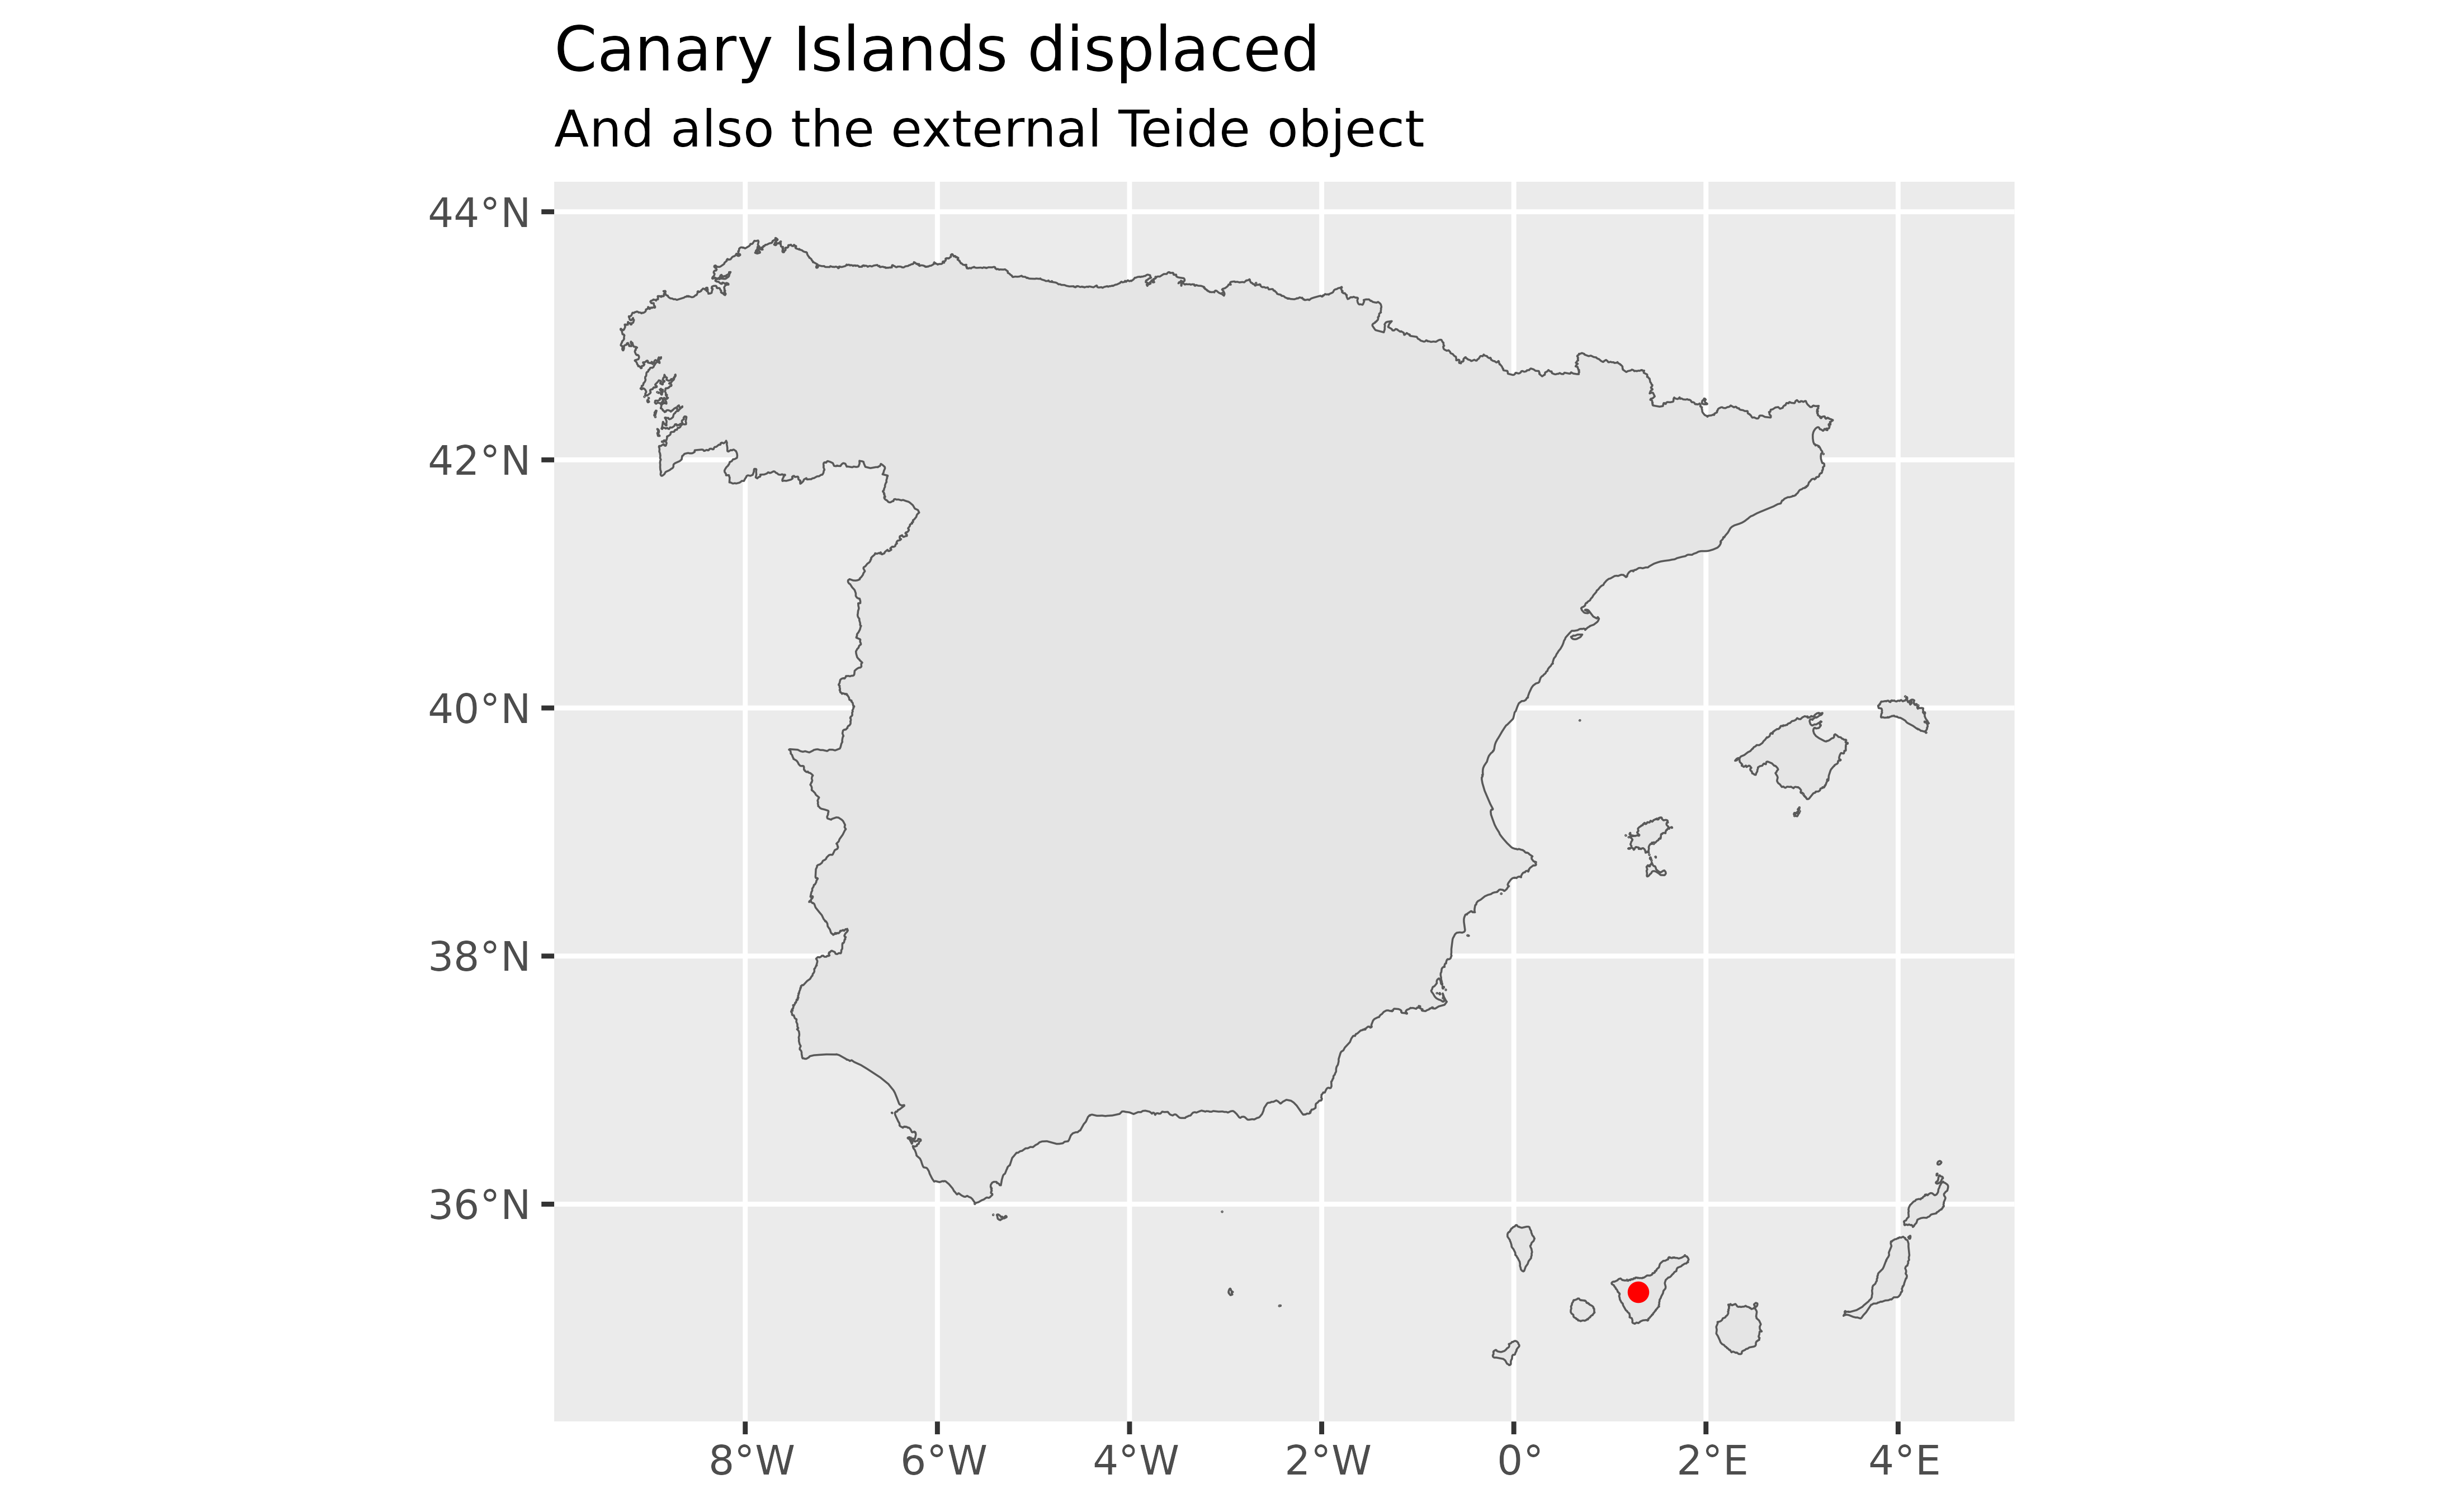 Canary Islands displaced
And also the external Teide object
44°N
42°N
40°N
38°N
36°N
8°W 6°W 4°W 2°W 0° 2°E 4°E